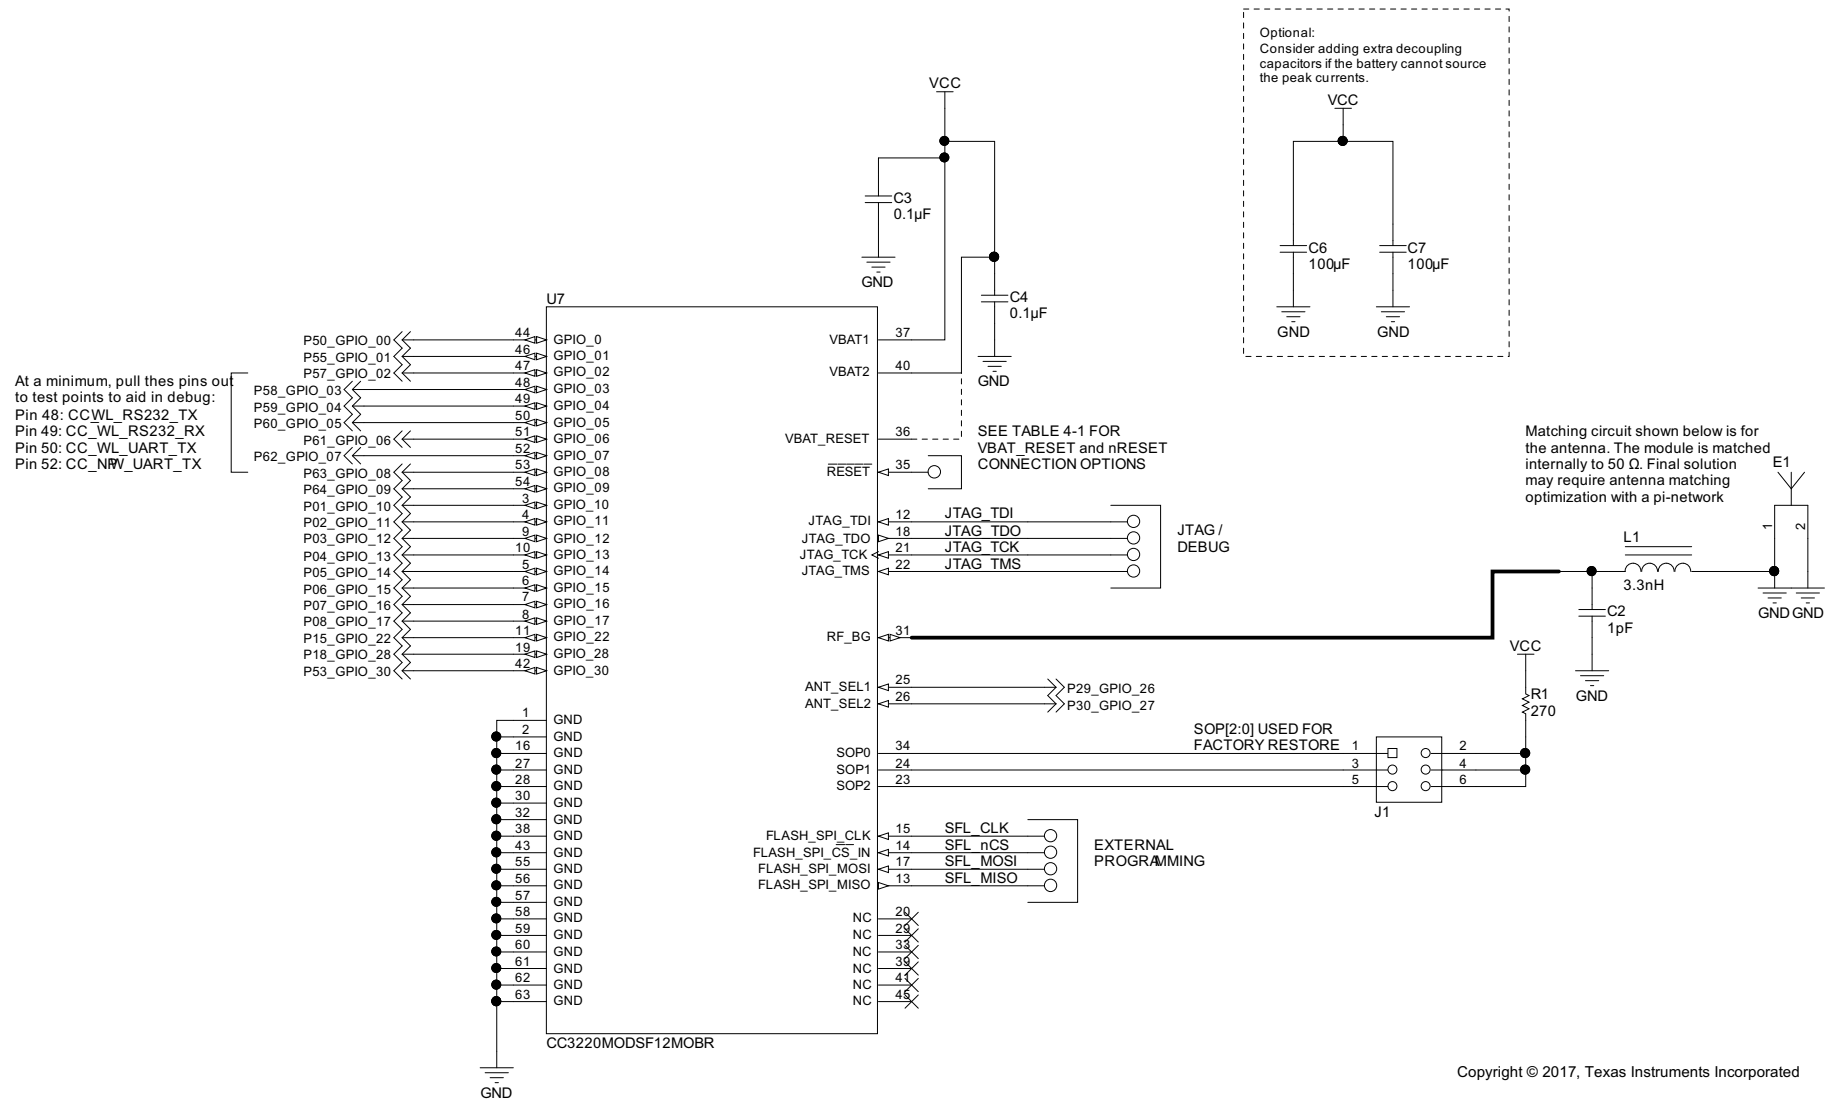 Optional:
Consider adding extra decoupling
capacitors if the battery cannot source
the peak currents.
VCC
C6
100µF
C7
100µF
GND
GND
VCC
C3
0.1µF
GND
C4
0.1µF
GND
U7
P50_GPIO_00 44 GPIO_0
P55_GPIO_01 46 GPIO_01
P57_GPIO_02 47 GPIO_02
P58_GPIO_03 48 GPIO_03
P59_GPIO_04 49 GPIO_04
P60_GPIO_05 50 GPIO_05
P61_GPIO_06 51 GPIO_06
P62_GPIO_07 52 GPIO_07
P63_GPIO_08 53 GPIO_08
P64_GPIO_09 54 GPIO_09
P01_GPIO_10 3 GPIO_10
P02_GPIO_11 4 GPIO_11
P03_GPIO_12 9 GPIO_12
P04_GPIO_13 10 GPIO_13
P05_GPIO_14 5 GPIO_14
P06_GPIO_15 6 GPIO_15
P07_GPIO_16 7 GPIO_16
P08_GPIO_17 8 GPIO_17
P15_GPIO_22 11 GPIO_22
P18_GPIO_28 19 GPIO_28
P53_GPIO_30 42 GPIO_30
At a minimum, pull thes pins out
to test points to aid in debug:
Pin 48: CCWL_RS232_TX
Pin 49: CC_WL_RS232_RX
Pin 50: CC_WL_UART_TX
Pin 52: CC_NPW_UART_TX
1 GND
2 GND
16 GND
27 GND
28 GND
30 GND
32 GND
38 GND
43 GND
55 GND
56 GND
57 GND
58 GND
59 GND
60 GND
61 GND
62 GND
63 GND
GND
CC3220MODSF12MOBR
VBAT1 37
VBAT2 40
VBAT_RESET 36
RESET 35
SEE TABLE 4-1 FOR
VBAT_RESET and nRESET
CONNECTION OPTIONS
JTAG_TDI 12 JTAG_TDI
JTAG_TDO 18 JTAG_TDO
JTAG_TCK 21 JTAG_TCK
JTAG_TMS 22 JTAG_TMS
JTAG /
DEBUG
RF_BG 31
ANT_SEL1 25 P29_GPIO_26
ANT_SEL2 26 P30_GPIO_27
SOP[2:0] USED FOR
FACTORY RESTORE
SOP0 34 1 2
SOP1 24 3 4
SOP2 23 5 6
J1
VCC
R1
270
FLASH_SPI_CLK 15 SFL_CLK
FLASH_SPI_CS_IN 14 SFL_nCS
FLASH_SPI_MOSI 17 SFL_MOSI
FLASH_SPI_MISO 13 SFL_MISO
EXTERNAL
PROGRAMMING
NC 20
NC 29
NC 33
NC 39
NC 41
NC 45
Matching circuit shown below is for
the antenna. The module is matched
internally to 50 Ω. Final solution
may require antenna matching
optimization with a pi-network
E1
1
2
L1
3.3nH
C2
1pF
GND
GND
GND
Copyright © 2017, Texas Instruments Incorporated